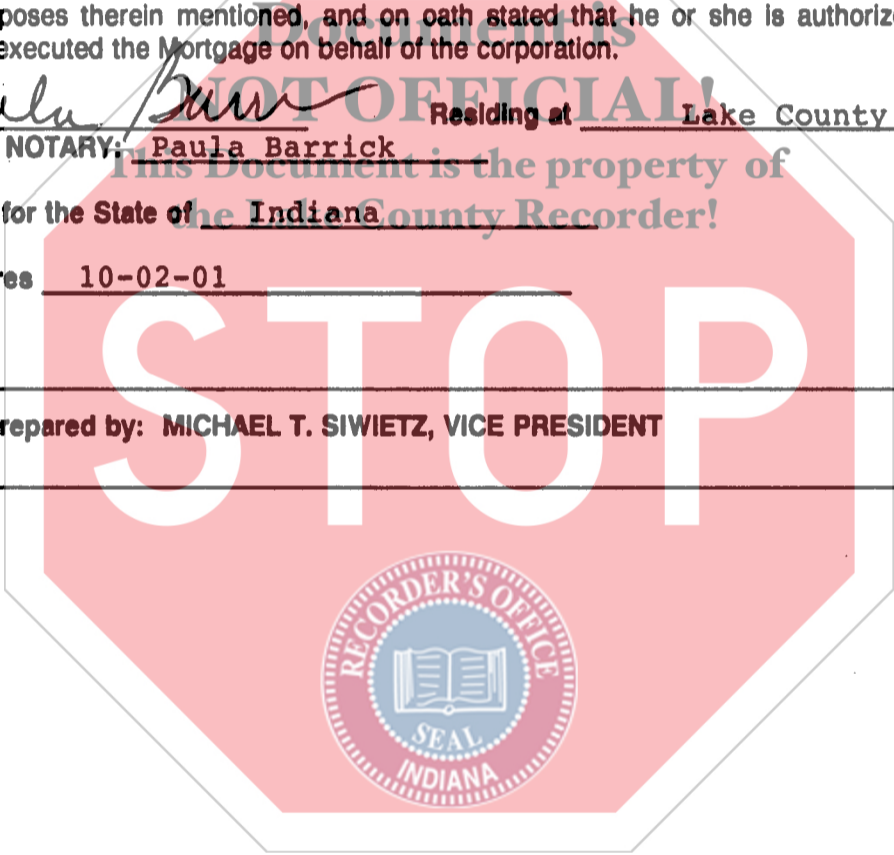 poses therein mentioned, and on oath stated that he or she is authoriz
executed the Mortgage on behalf of the corporation.
Document is
NOT OFFICIAL!
This Document is the property of
the Lake County Recorder!
Residing at Lake County
NOTARY: Paula Barrick
for the State of Indiana
es 10-02-01
STOP
repared by: MICHAEL T. SIWIETZ, VICE PRESIDENT
RECORDER'S OFFICE
SEAL
INDIANA